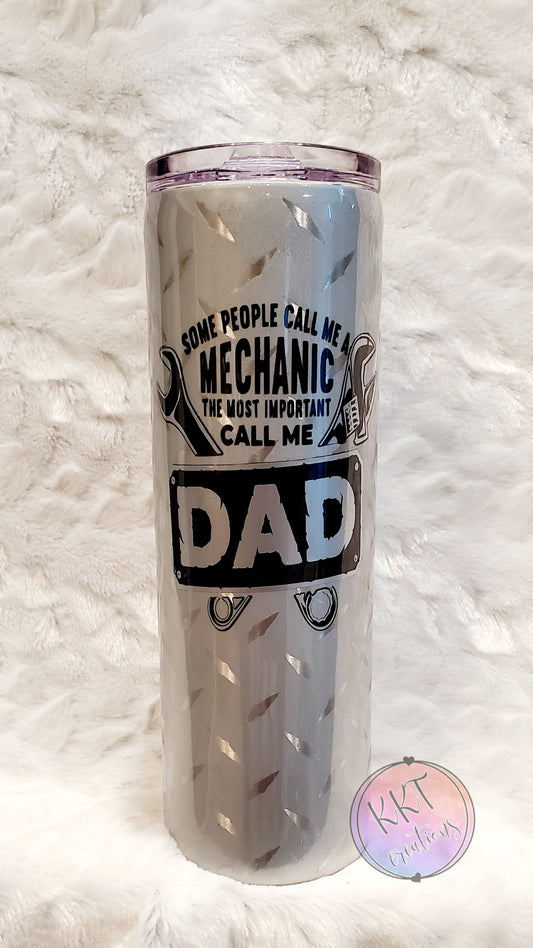 SOME PEOPLE CALL ME A
MECHANIC
THE MOST IMPORTANT
CALL ME
DAD
KKT
creations